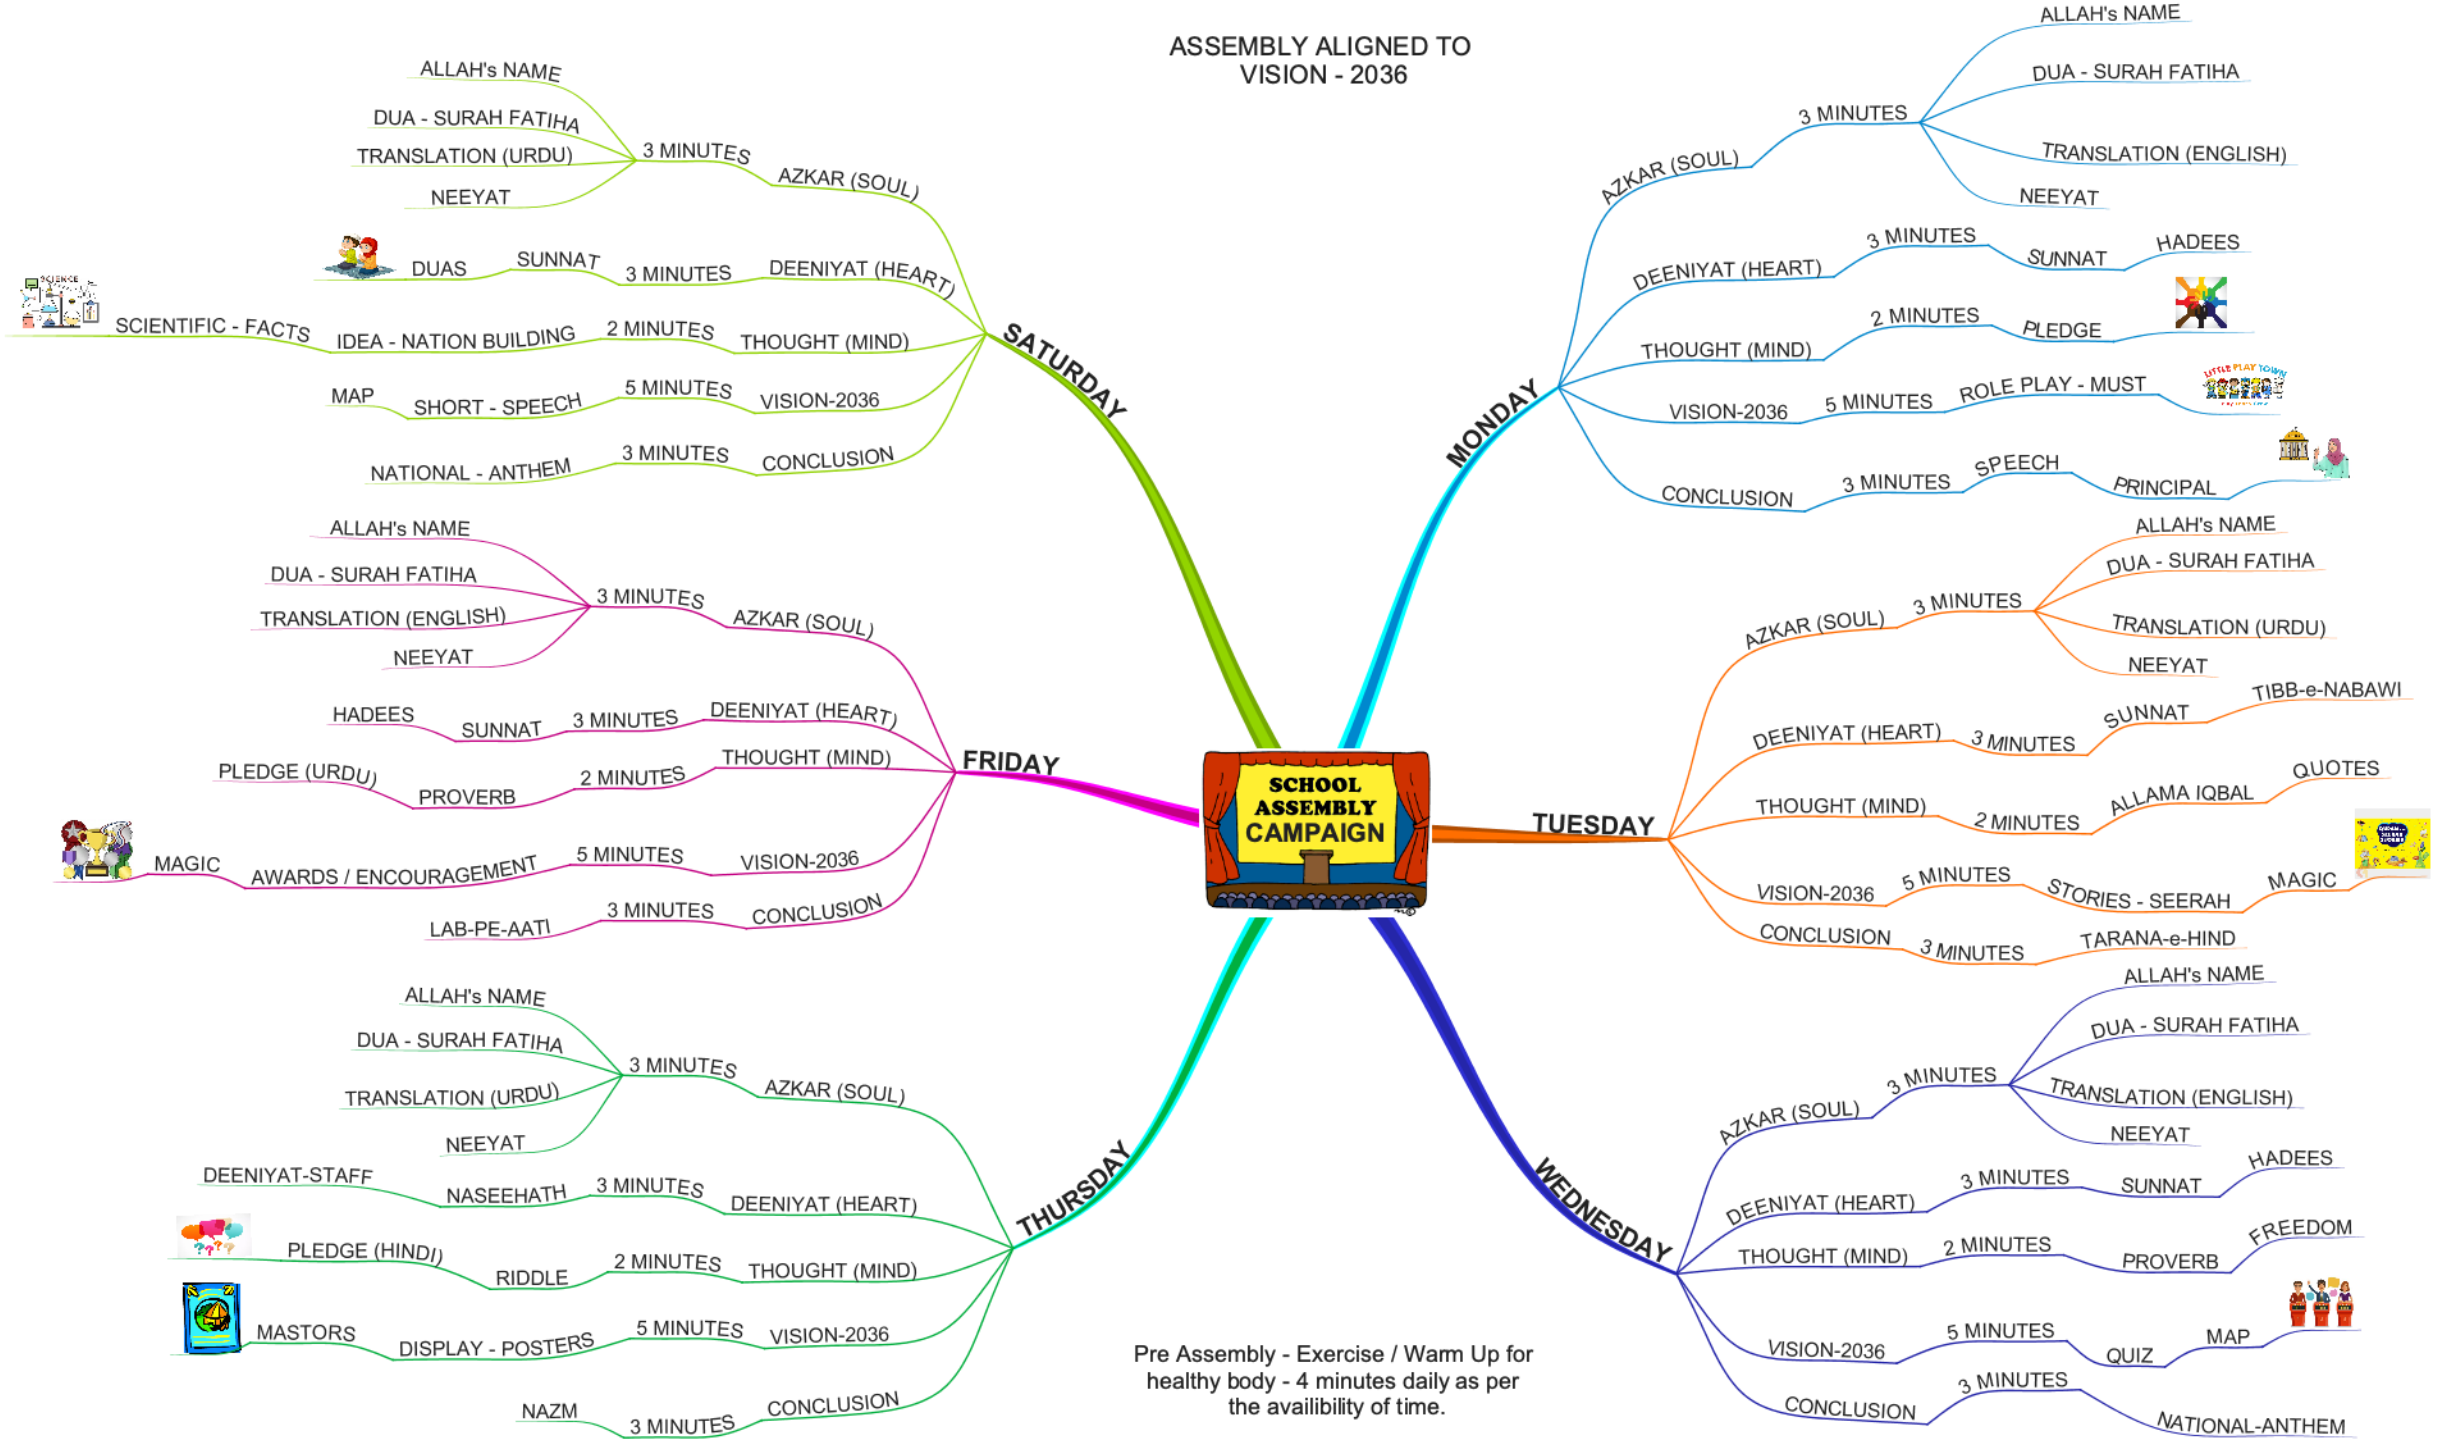 ASSEMBLY ALIGNED TO
VISION - 2036
SCHOOL
ASSEMBLY
CAMPAIGN
MONDAY
AZKAR (SOUL)
3 MINUTES
ALLAH's NAME
DUA - SURAH FATIHA
TRANSLATION (ENGLISH)
NEEYAT
DEENIYAT (HEART)
3 MINUTES
SUNNAT
HADEES
THOUGHT (MIND)
2 MINUTES
PLEDGE
VISION-2036
5 MINUTES
ROLE PLAY - MUST
LITTLE PLAY TOWN
CONCLUSION
3 MINUTES
SPEECH
PRINCIPAL
TUESDAY
AZKAR (SOUL)
3 MINUTES
ALLAH's NAME
DUA - SURAH FATIHA
TRANSLATION (URDU)
NEEYAT
DEENIYAT (HEART)
3 MINUTES
SUNNAT
TIBB-e-NABAWI
THOUGHT (MIND)
2 MINUTES
ALLAMA IQBAL
QUOTES
VISION-2036
5 MINUTES
STORIES - SEERAH
MAGIC
CONCLUSION
3 MINUTES
TARANA-e-HIND
WEDNESDAY
AZKAR (SOUL)
3 MINUTES
ALLAH's NAME
DUA - SURAH FATIHA
TRANSLATION (ENGLISH)
NEEYAT
DEENIYAT (HEART)
3 MINUTES
SUNNAT
HADEES
THOUGHT (MIND)
2 MINUTES
PROVERB
FREEDOM
VISION-2036
5 MINUTES
QUIZ
MAP
CONCLUSION
3 MINUTES
NATIONAL-ANTHEM
THURSDAY
AZKAR (SOUL)
3 MINUTES
ALLAH's NAME
DUA - SURAH FATIHA
TRANSLATION (URDU)
NEEYAT
DEENIYAT (HEART)
3 MINUTES
NASEEHATH
DEENIYAT-STAFF
THOUGHT (MIND)
2 MINUTES
RIDDLE
PLEDGE (HINDI)
VISION-2036
5 MINUTES
DISPLAY - POSTERS
MASTORS
CONCLUSION
3 MINUTES
NAZM
FRIDAY
AZKAR (SOUL)
3 MINUTES
ALLAH's NAME
DUA - SURAH FATIHA
TRANSLATION (ENGLISH)
NEEYAT
DEENIYAT (HEART)
3 MINUTES
SUNNAT
HADEES
THOUGHT (MIND)
2 MINUTES
PROVERB
PLEDGE (URDU)
VISION-2036
5 MINUTES
AWARDS / ENCOURAGEMENT
MAGIC
CONCLUSION
3 MINUTES
LAB-PE-AATI
SATURDAY
AZKAR (SOUL)
3 MINUTES
ALLAH's NAME
DUA - SURAH FATIHA
TRANSLATION (URDU)
NEEYAT
DEENIYAT (HEART)
3 MINUTES
SUNNAT
DUAS
THOUGHT (MIND)
2 MINUTES
IDEA - NATION BUILDING
SCIENTIFIC - FACTS
SCIENCE
VISION-2036
5 MINUTES
SHORT - SPEECH
MAP
CONCLUSION
3 MINUTES
NATIONAL - ANTHEM
Pre Assembly - Exercise / Warm Up for
healthy body - 4 minutes daily as per
the availibility of time.